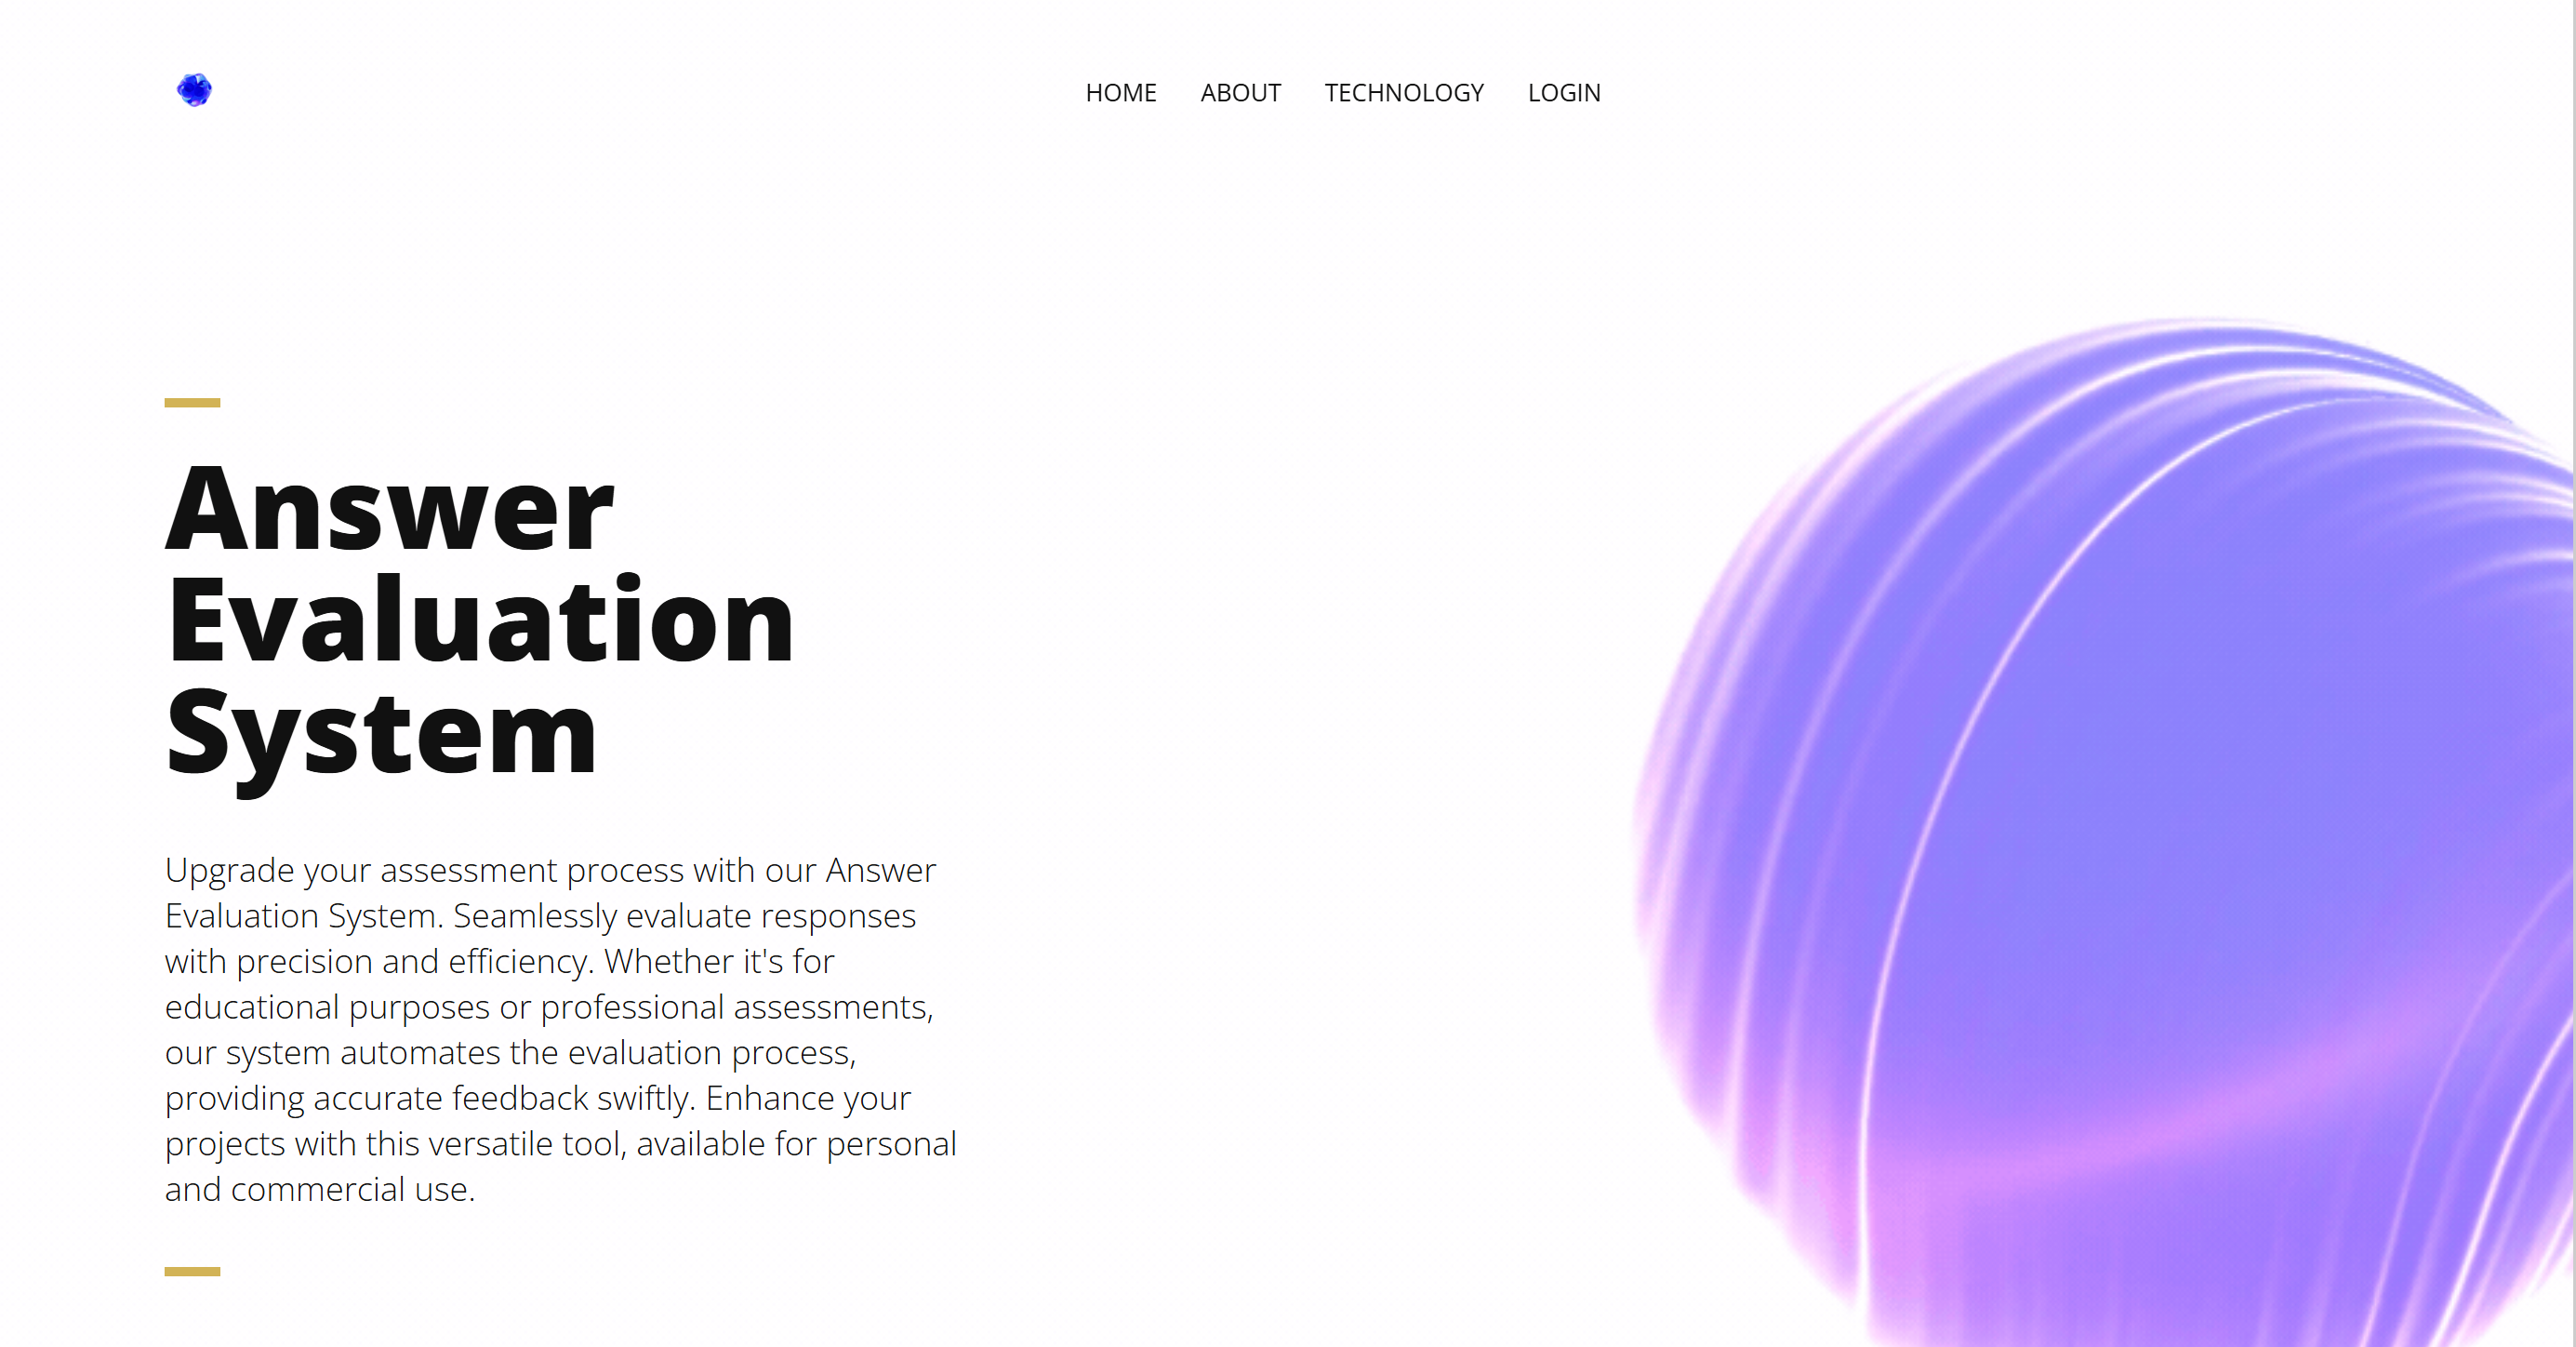 HOME ABOUT TECHNOLOGY LOGIN
Answer
Evaluation
System
Upgrade your assessment process with our Answer
Evaluation System. Seamlessly evaluate responses
with precision and efficiency. Whether it's for
educational purposes or professional assessments,
our system automates the evaluation process,
providing accurate feedback swiftly. Enhance your
projects with this versatile tool, available for personal
and commercial use.